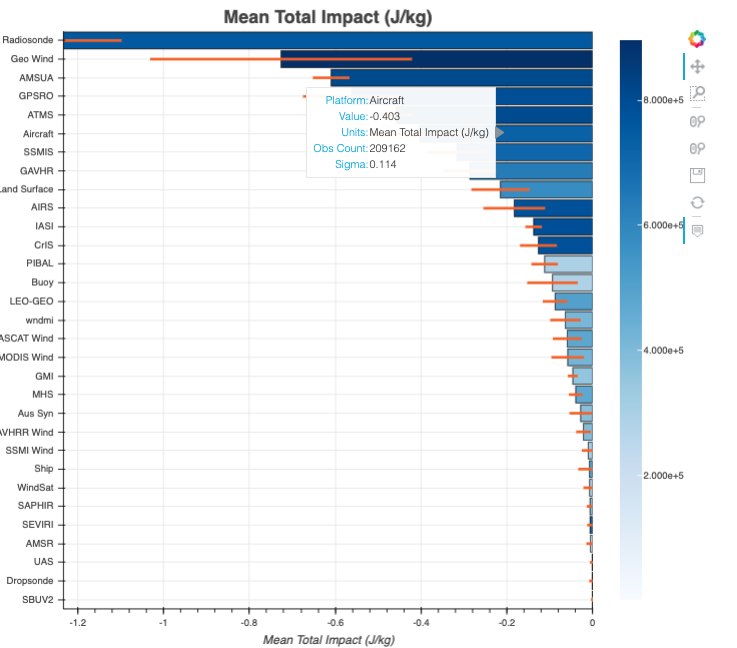 Mean Total Impact (J/kg)
Radiosonde
Geo Wind
AMSUA
GPSRO
ATMS
Aircraft
SSMIS
GAVHR
Land Surface
AIRS
IASI
CrIS
PIBAL
Buoy
LEO-GEO
wndmi
ASCAT Wind
MODIS Wind
GMI
MHS
Aus Syn
AVHRR Wind
SSMI Wind
Ship
WindSat
SAPHIR
SEVIRI
AMSR
UAS
Dropsonde
SBUV2
Platform: Aircraft
Value: -0.403
Units: Mean Total Impact (J/kg)
Obs Count: 209162
Sigma: 0.114
-1.2 -1 -0.8 -0.6 -0.4 -0.2 0
Mean Total Impact (J/kg)
8.000e+5
6.000e+5
4.000e+5
2.000e+5